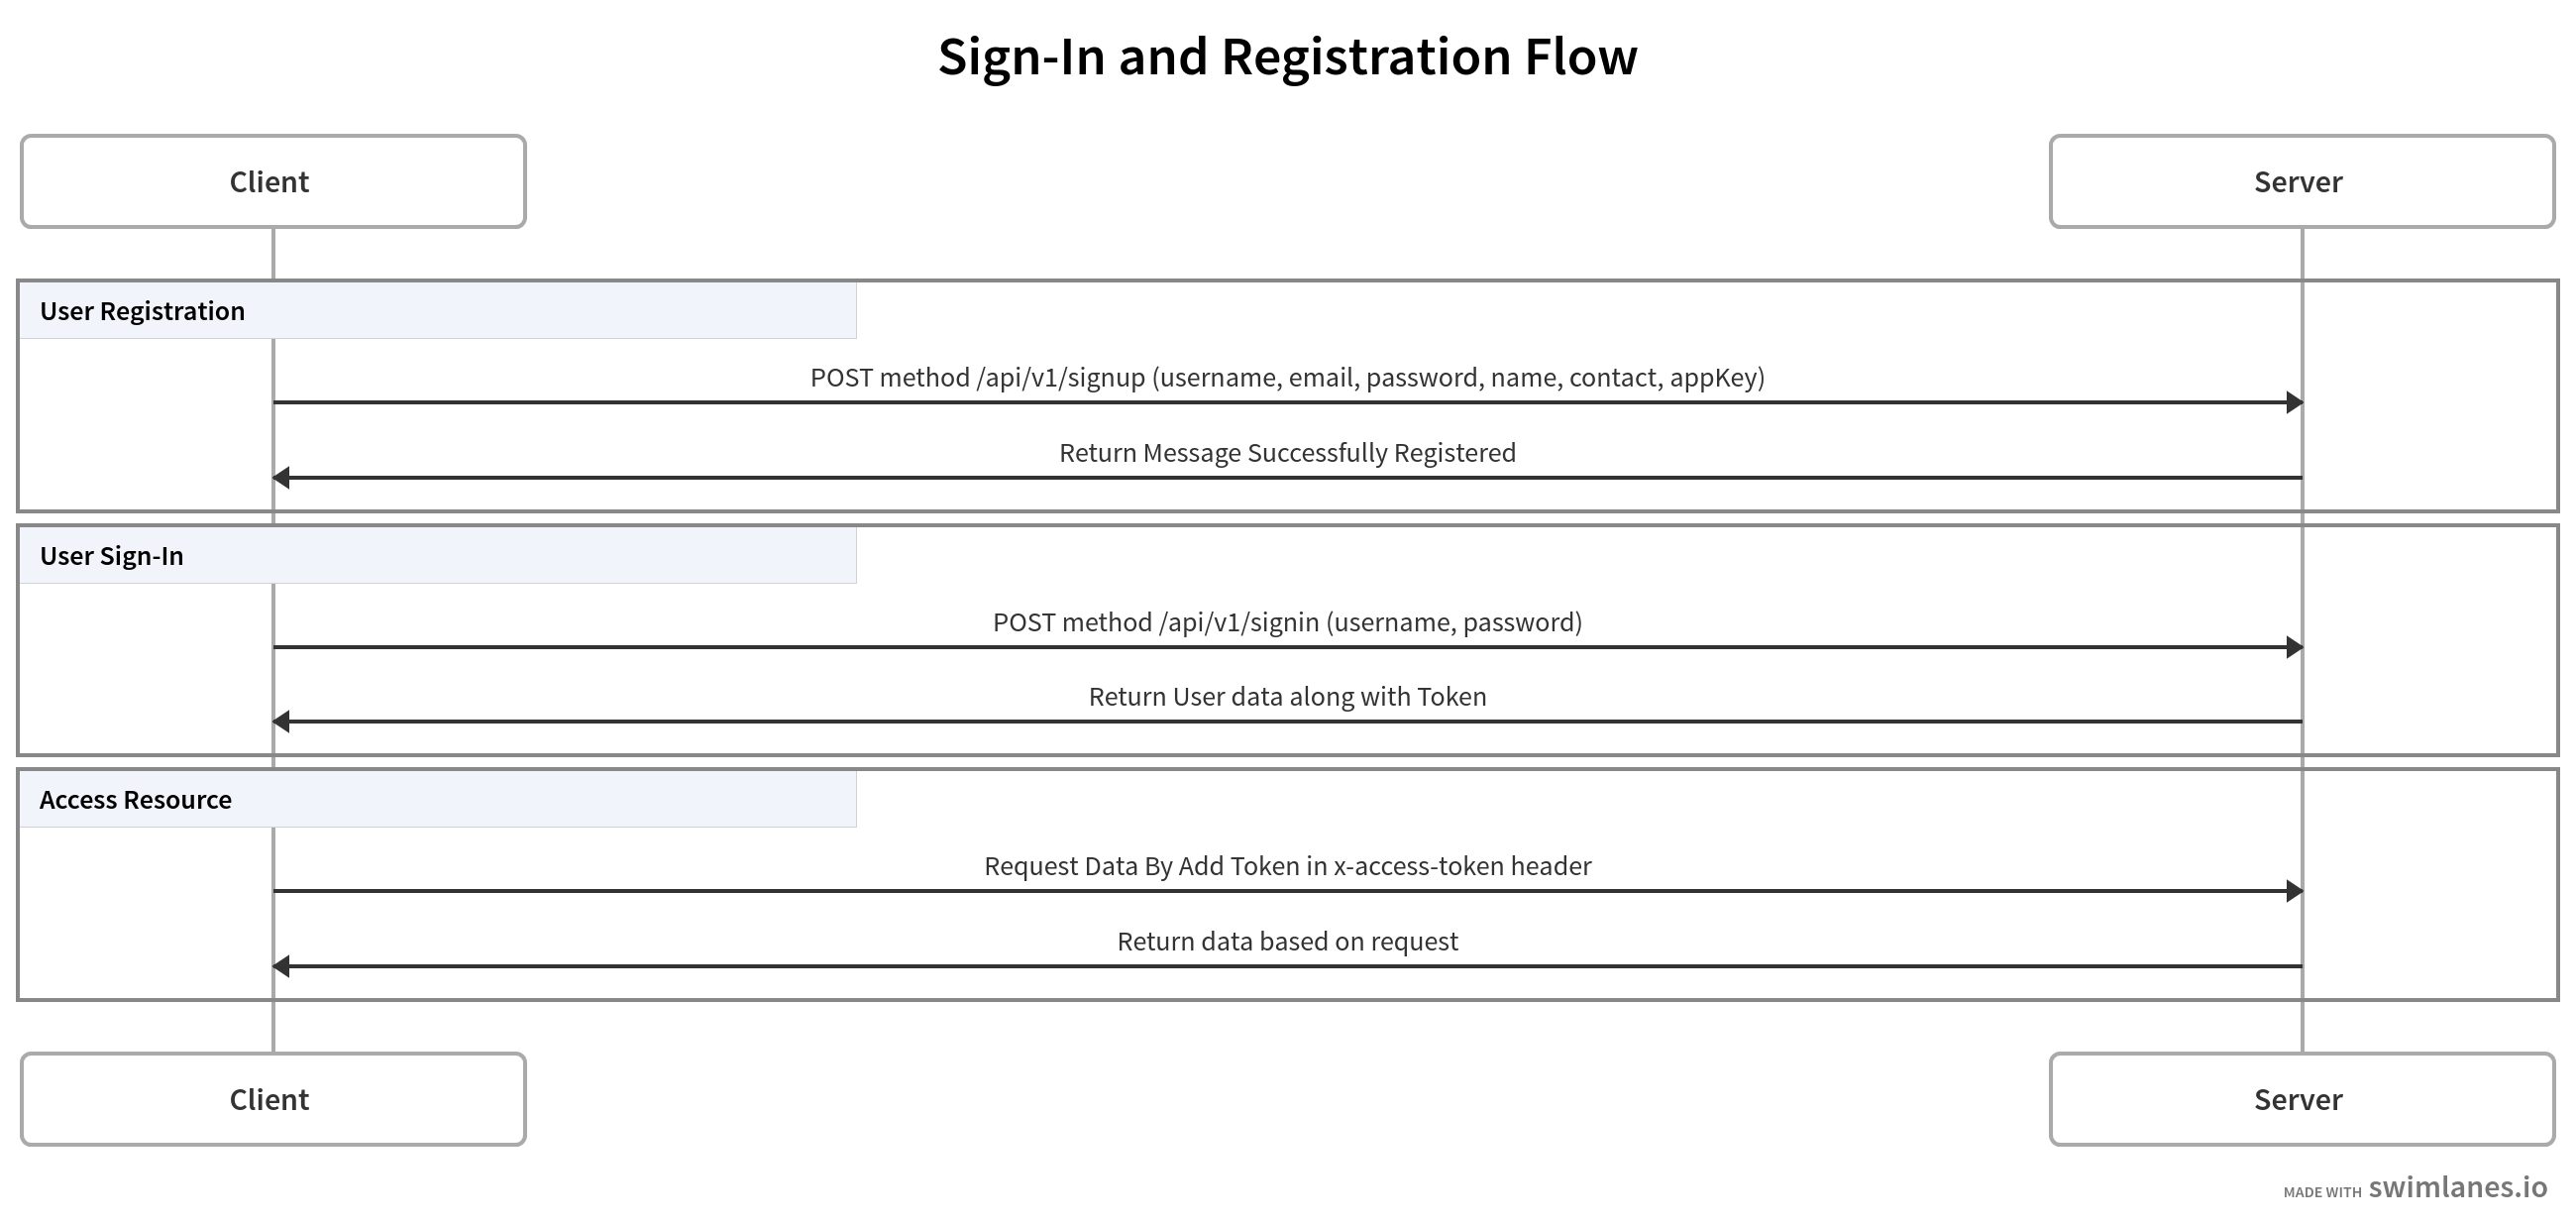 Sign-In and Registration Flow
Client
Server
User Registration
POST method /api/v1/signup (username, email, password, name, contact, appKey)
Return Message Successfully Registered
User Sign-In
POST method /api/v1/signin (username, password)
Return User data along with Token
Access Resource
Request Data By Add Token in x-access-token header
Return data based on request
Client
Server
MADE WITH swimlanes.io